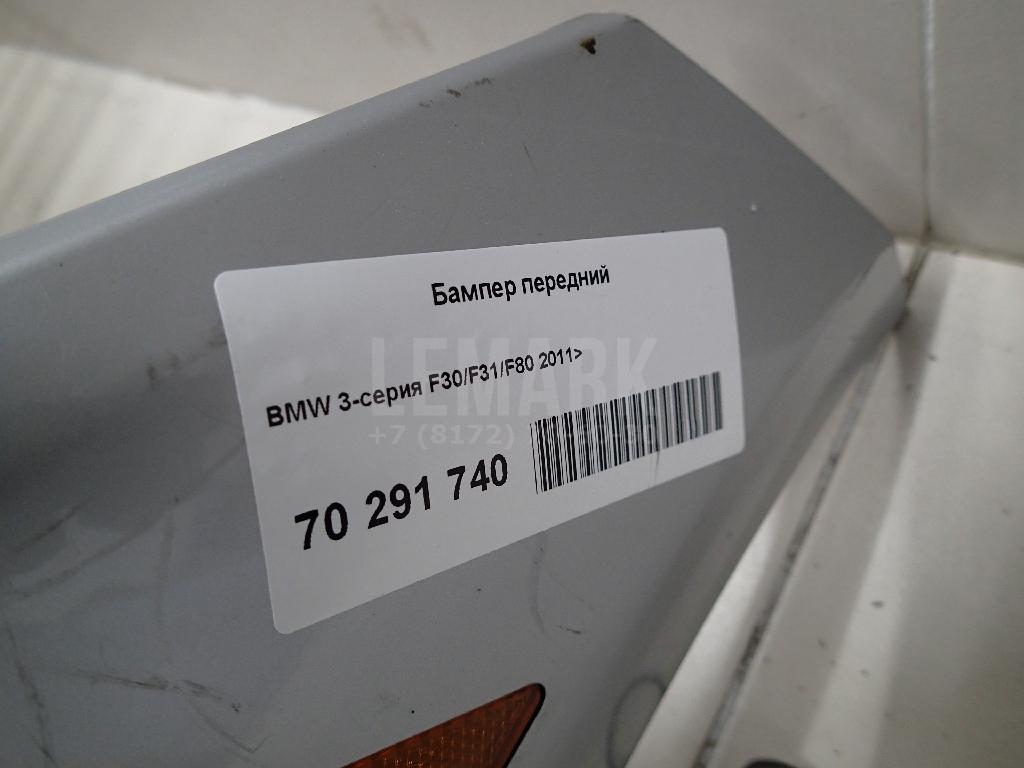 Бампер передний
LEMARK
BMW 3-серия F30/F31/F80 2011>
+7 (8172)
70 291 740